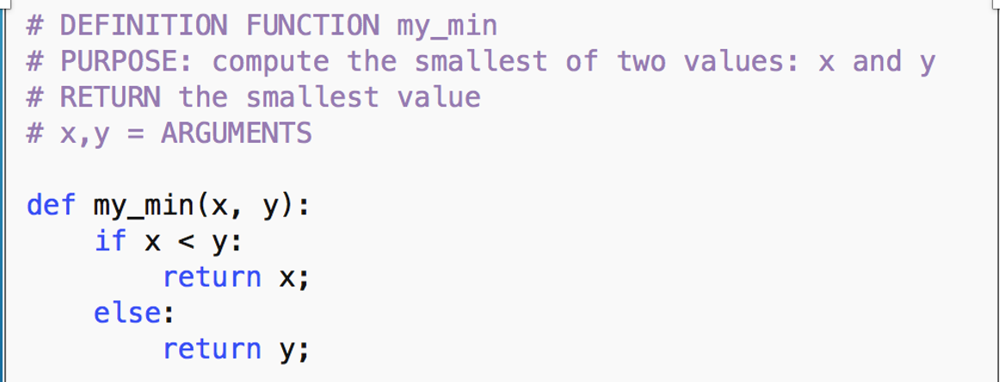 # DEFINITION FUNCTION my_min
# PURPOSE: compute the smallest of two values: x and y
# RETURN the smallest value
# x,y = ARGUMENTS

def my_min(x, y):
    if x < y:
        return x;
    else:
        return y;